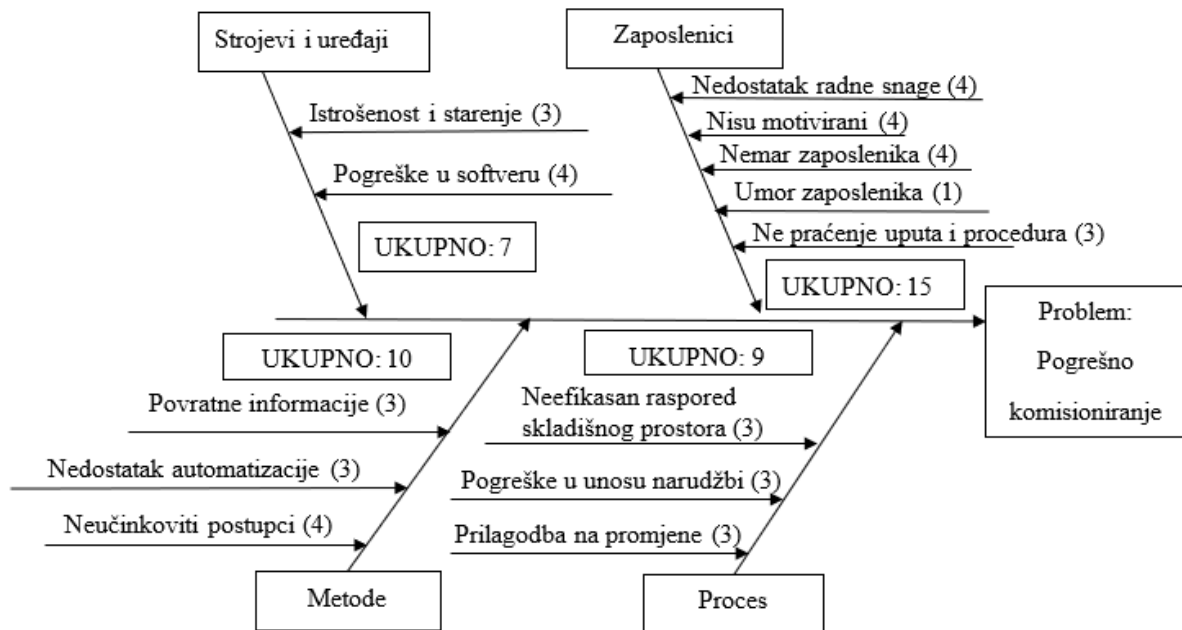 Strojevi i uređaji
Zaposlenici
Istrošenost i starenje (3)
Pogreške u softveru (4)
UKUPNO: 7
Nedostatak radne snage (4)
Nisu motivirani (4)
Nemar zaposlenika (4)
Umor zaposlenika (1)
Ne praćenje uputa i procedura (3)
UKUPNO: 15
Problem:
Pogrešno
komisioniranje
UKUPNO: 10
Povratne informacije (3)
Nedostatak automatizacije (3)
Neučinkoviti postupci (4)
Metode
UKUPNO: 9
Neefikasan raspored
skladišnog prostora (3)
Pogreške u unosu narudžbi (3)
Prilagodba na promjene (3)
Proces